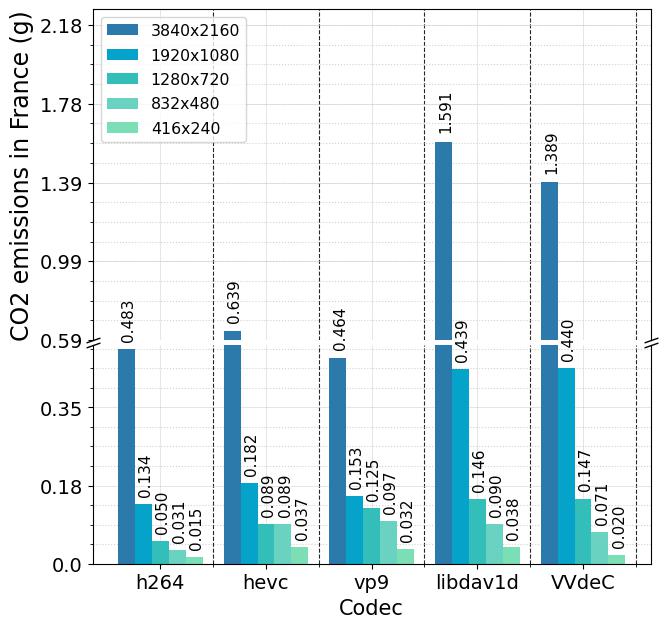 CO2 emissions in France (g)
2.18
1.78
1.39
0.99
0.59
0.35
0.18
0.0
3840x2160
1920x1080
1280x720
832x480
416x240
0.483
0.134
0.050
0.031
0.015
0.639
0.182
0.089
0.089
0.037
0.464
0.153
0.125
0.097
0.032
1.591
0.439
0.146
0.090
0.038
1.389
0.440
0.147
0.071
0.020
h264
hevc
vp9
libdav1d
VVdeC
Codec